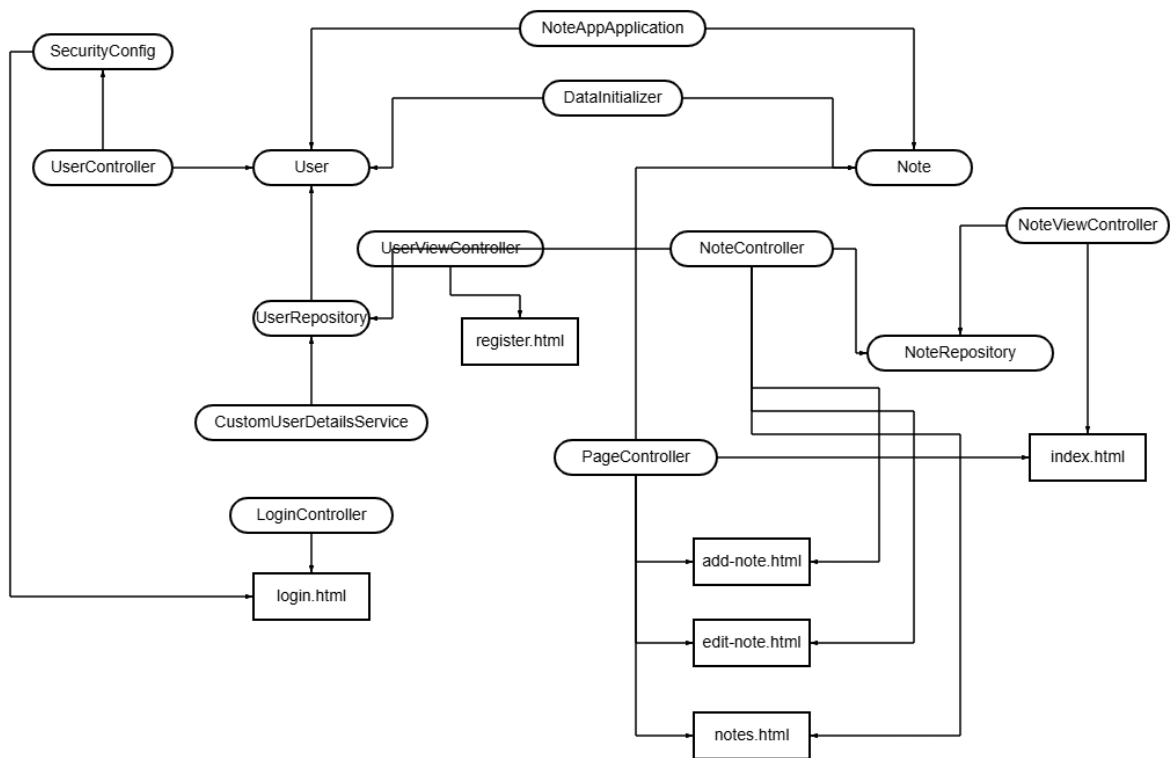 NoteAppApplication
SecurityConfig
DataInitializer
UserController
User
Note
UserViewController
NoteController
NoteViewController
UserRepository
register.html
NoteRepository
CustomUserDetailsService
PageController
index.html
LoginController
add-note.html
login.html
edit-note.html
notes.html